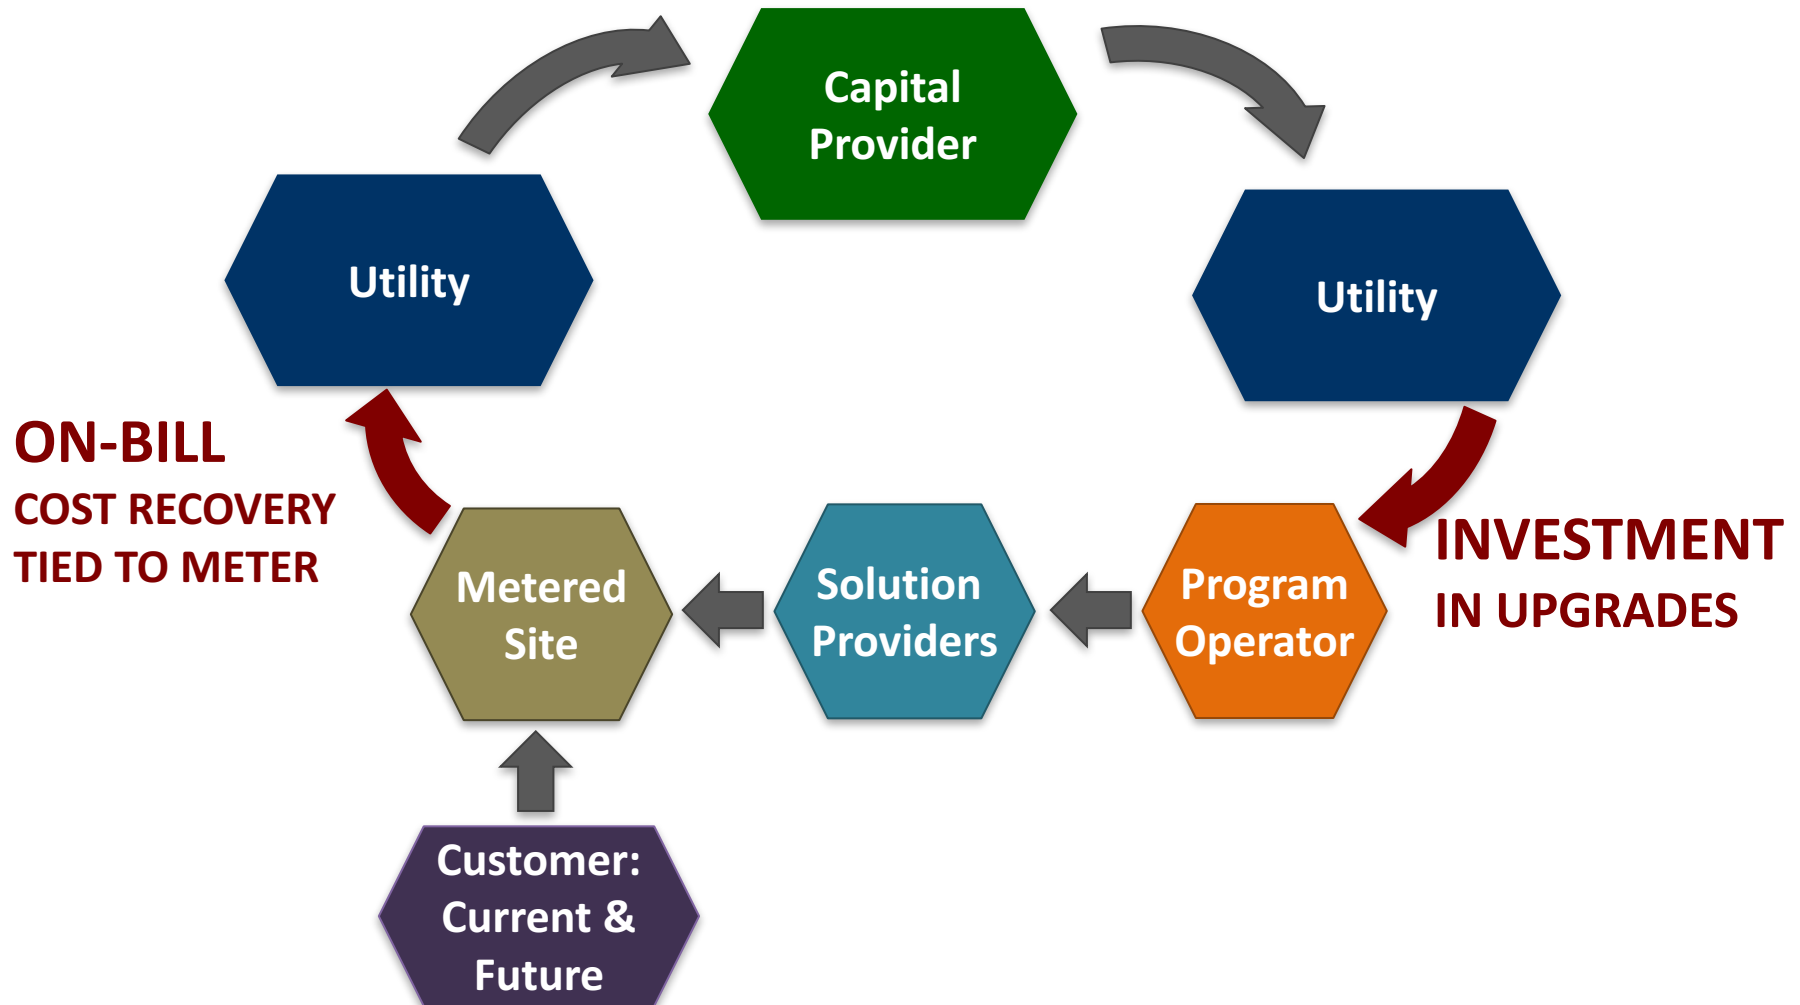 Capital
Provider
Utility
Utility
ON-BILL
COST RECOVERY
TIED TO METER
INVESTMENT
IN UPGRADES
Metered
Site
Solution
Providers
Program
Operator
Customer:
Current &
Future